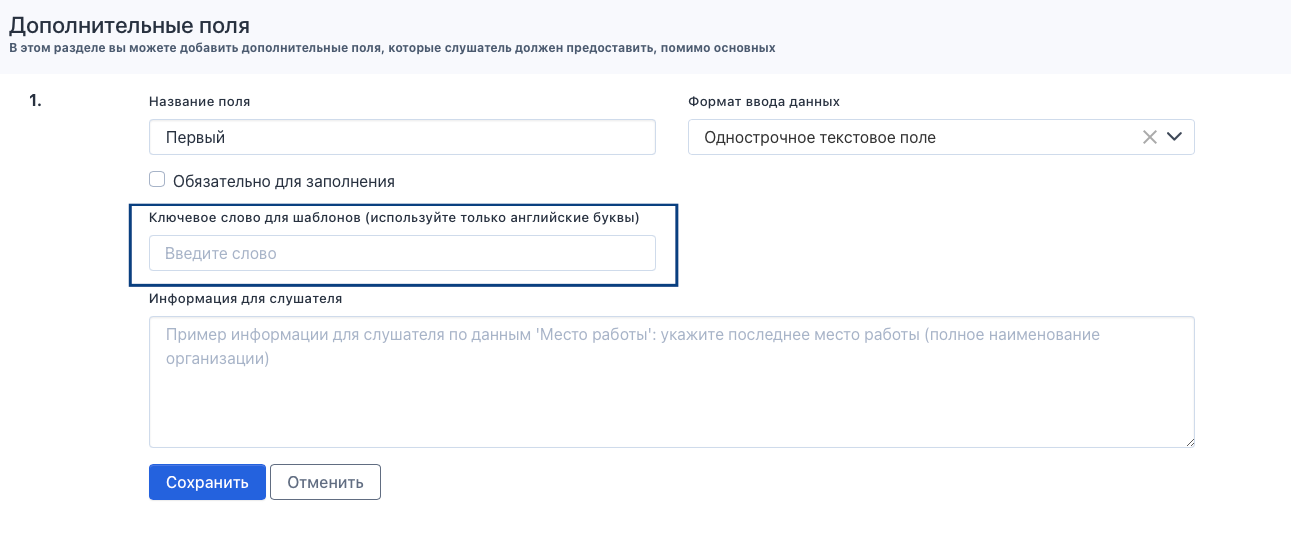 Дополнительные поля
В этом разделе вы можете добавить дополнительные поля, которые слушатель должен предоставить, помимо основных
1.
Название поля
Формат ввода данных
Первый
Однострочное текстовое поле
Обязательно для заполнения
Ключевое слово для шаблонов (используйте только английские буквы)
Введите слово
Информация для слушателя
Пример информации для слушателя по данным 'Место работы': укажите последнее место работы (полное наименование
организации)
Сохранить
Отменить